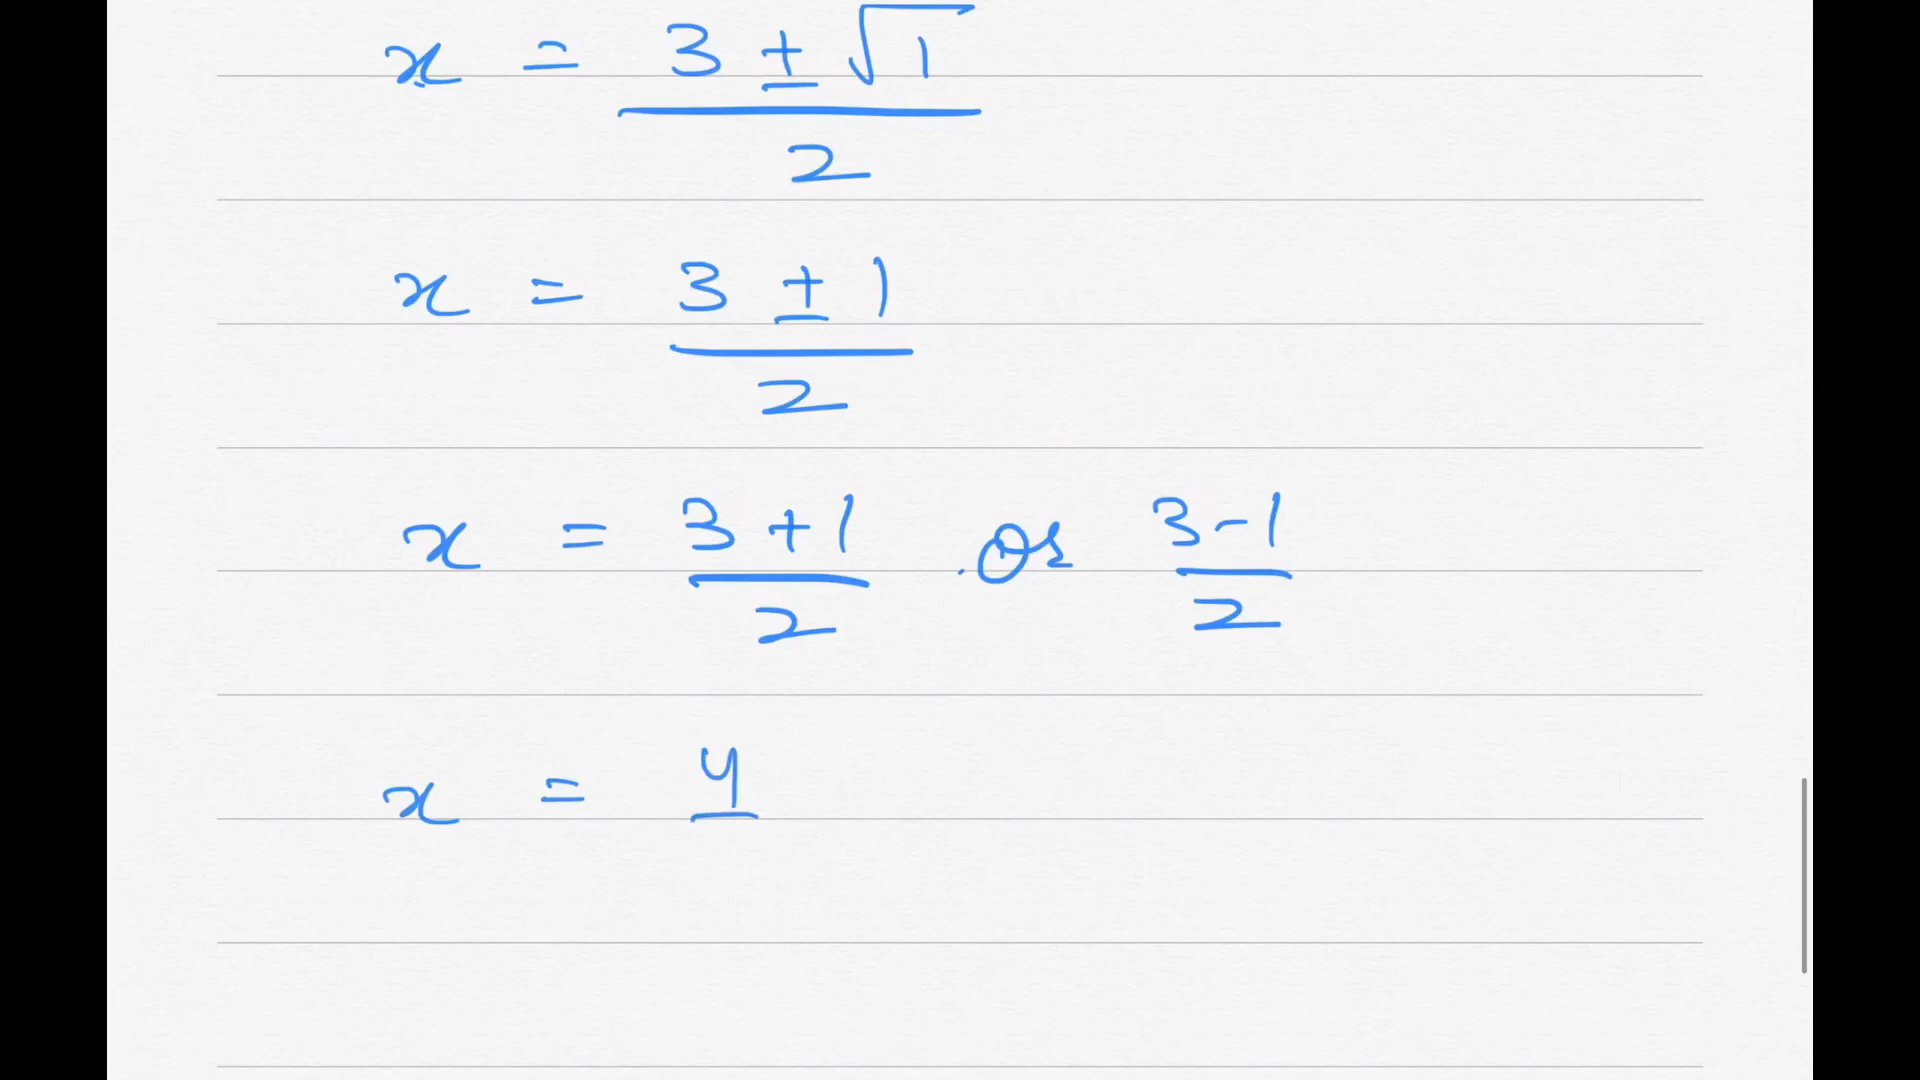 x = (3 ± √1)/2
x = (3 ± 1)/2
x = (3 + 1)/2 or (3 - 1)/2
x = 4